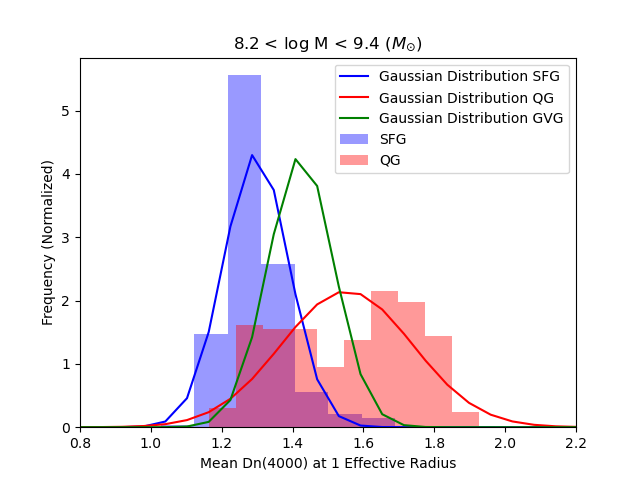 8.2 < log M < 9.4 (M⊙)
Gaussian Distribution SFG
Gaussian Distribution QG
Gaussian Distribution GVG
SFG
QG
Frequency (Normalized)
5
4
3
2
1
0
0.8 1.0 1.2 1.4 1.6 1.8 2.0 2.2
Mean Dn(4000) at 1 Effective Radius